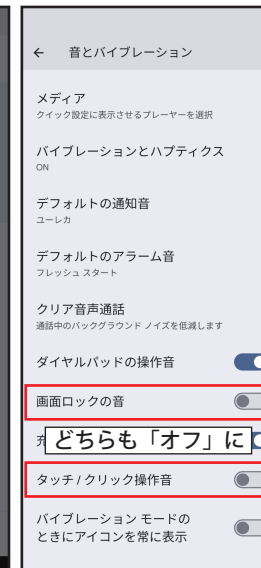 ← 音とバイブレーション
メディア
クイック設定に表示させるプレーヤーを選択
バイブレーションとハプティクス
ON
デフォルトの通知音
ユーレカ
デフォルトのアラーム音
フレッシュ スタート
クリア音声通話
通話中のバックグラウンド ノイズを低減します
ダイヤルパッドの操作音
画面ロックの音
充
どちらも「オフ」に
タッチ / クリック操作音
バイブレーション モードの
ときにアイコンを常に表示